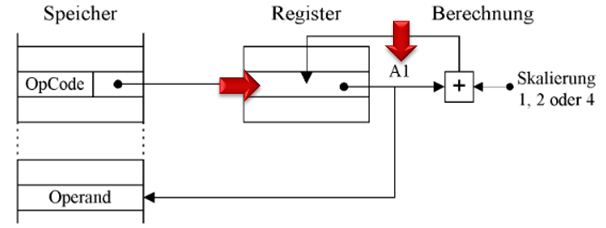 Speicher
Register
Berechnung
A1
OpCode
+
Skalierung
1, 2 oder 4
Operand